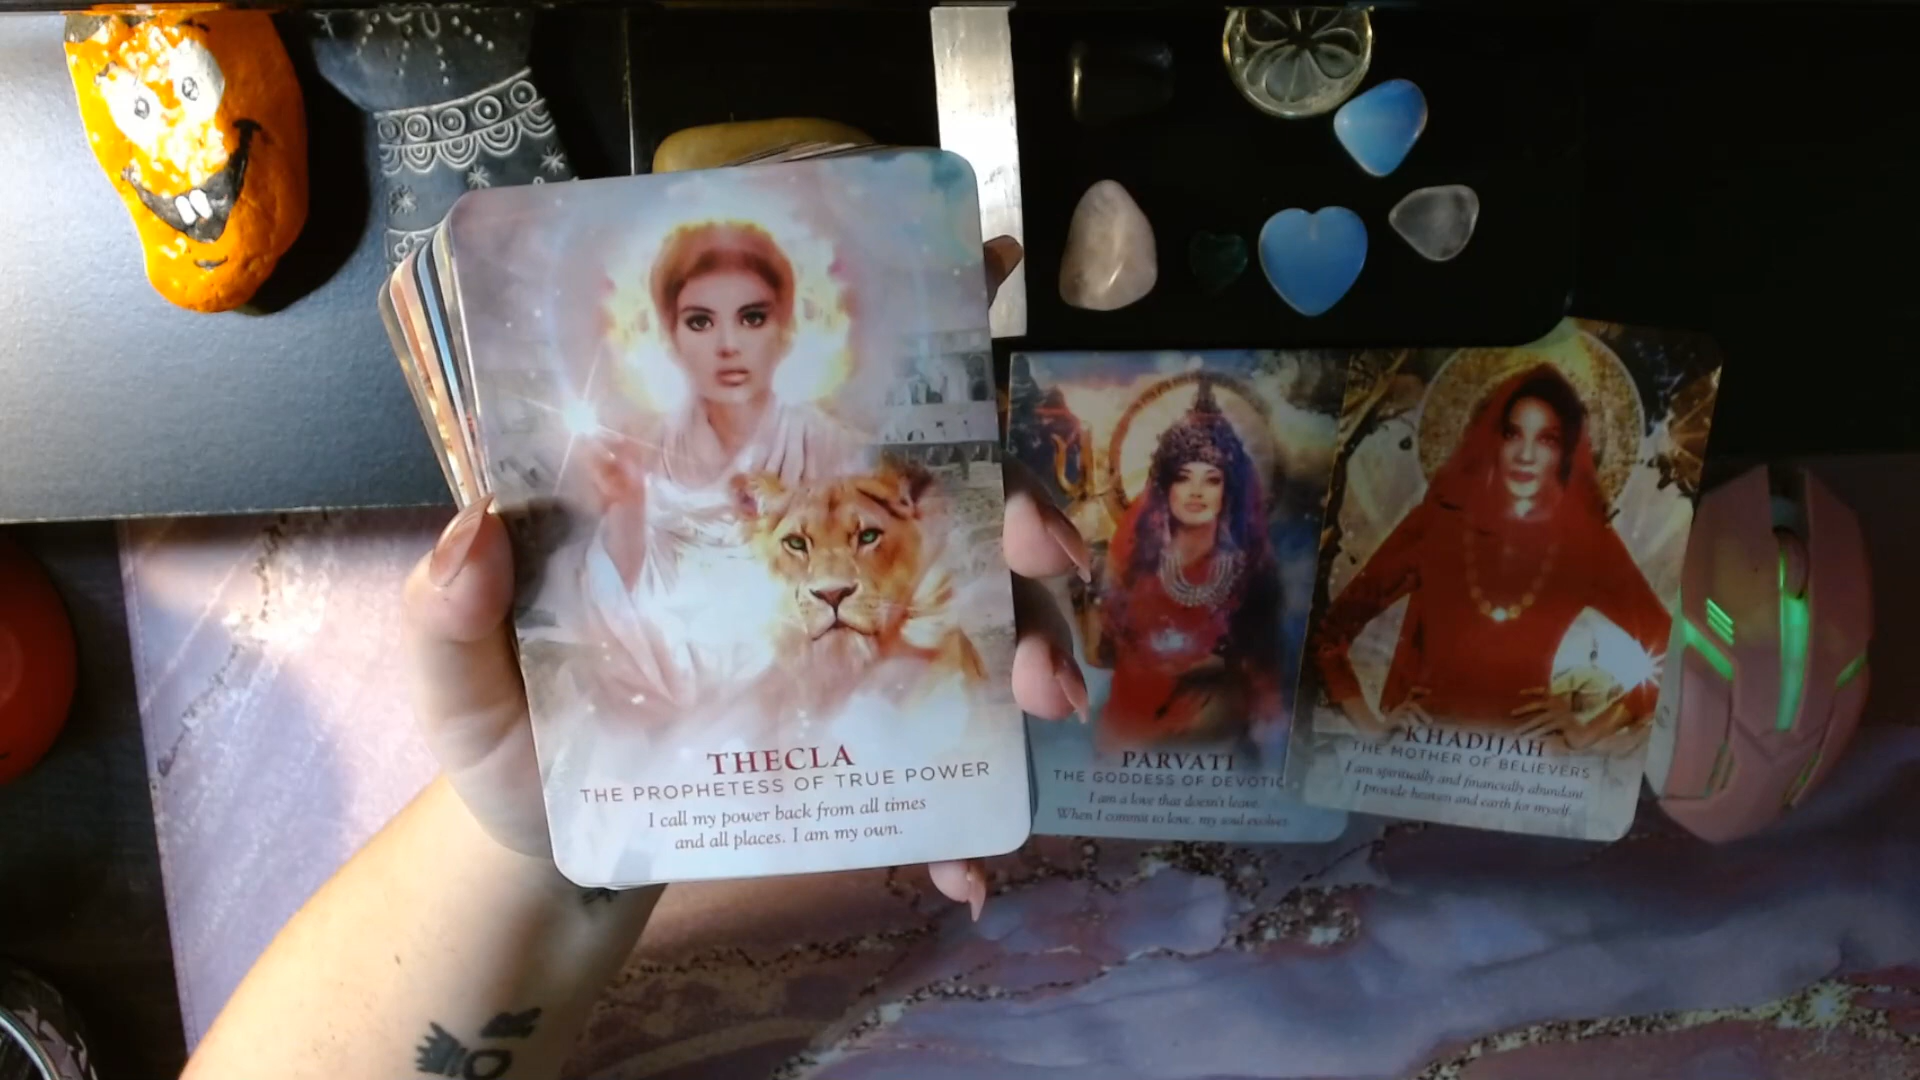 THECLA
THE PROPHETESS OF TRUE POWER
I call my power back from all times
and all places. I am my own.
PARVATI
THE GODDESS OF DEVOTIO
I am a love that doesn't leave.
When I commit to love, my soul evolves.
KHADIJAH
THE MOTHER OF BELIEVERS
I am spiritually and financially abundant.
I provide heaven and earth for myself.